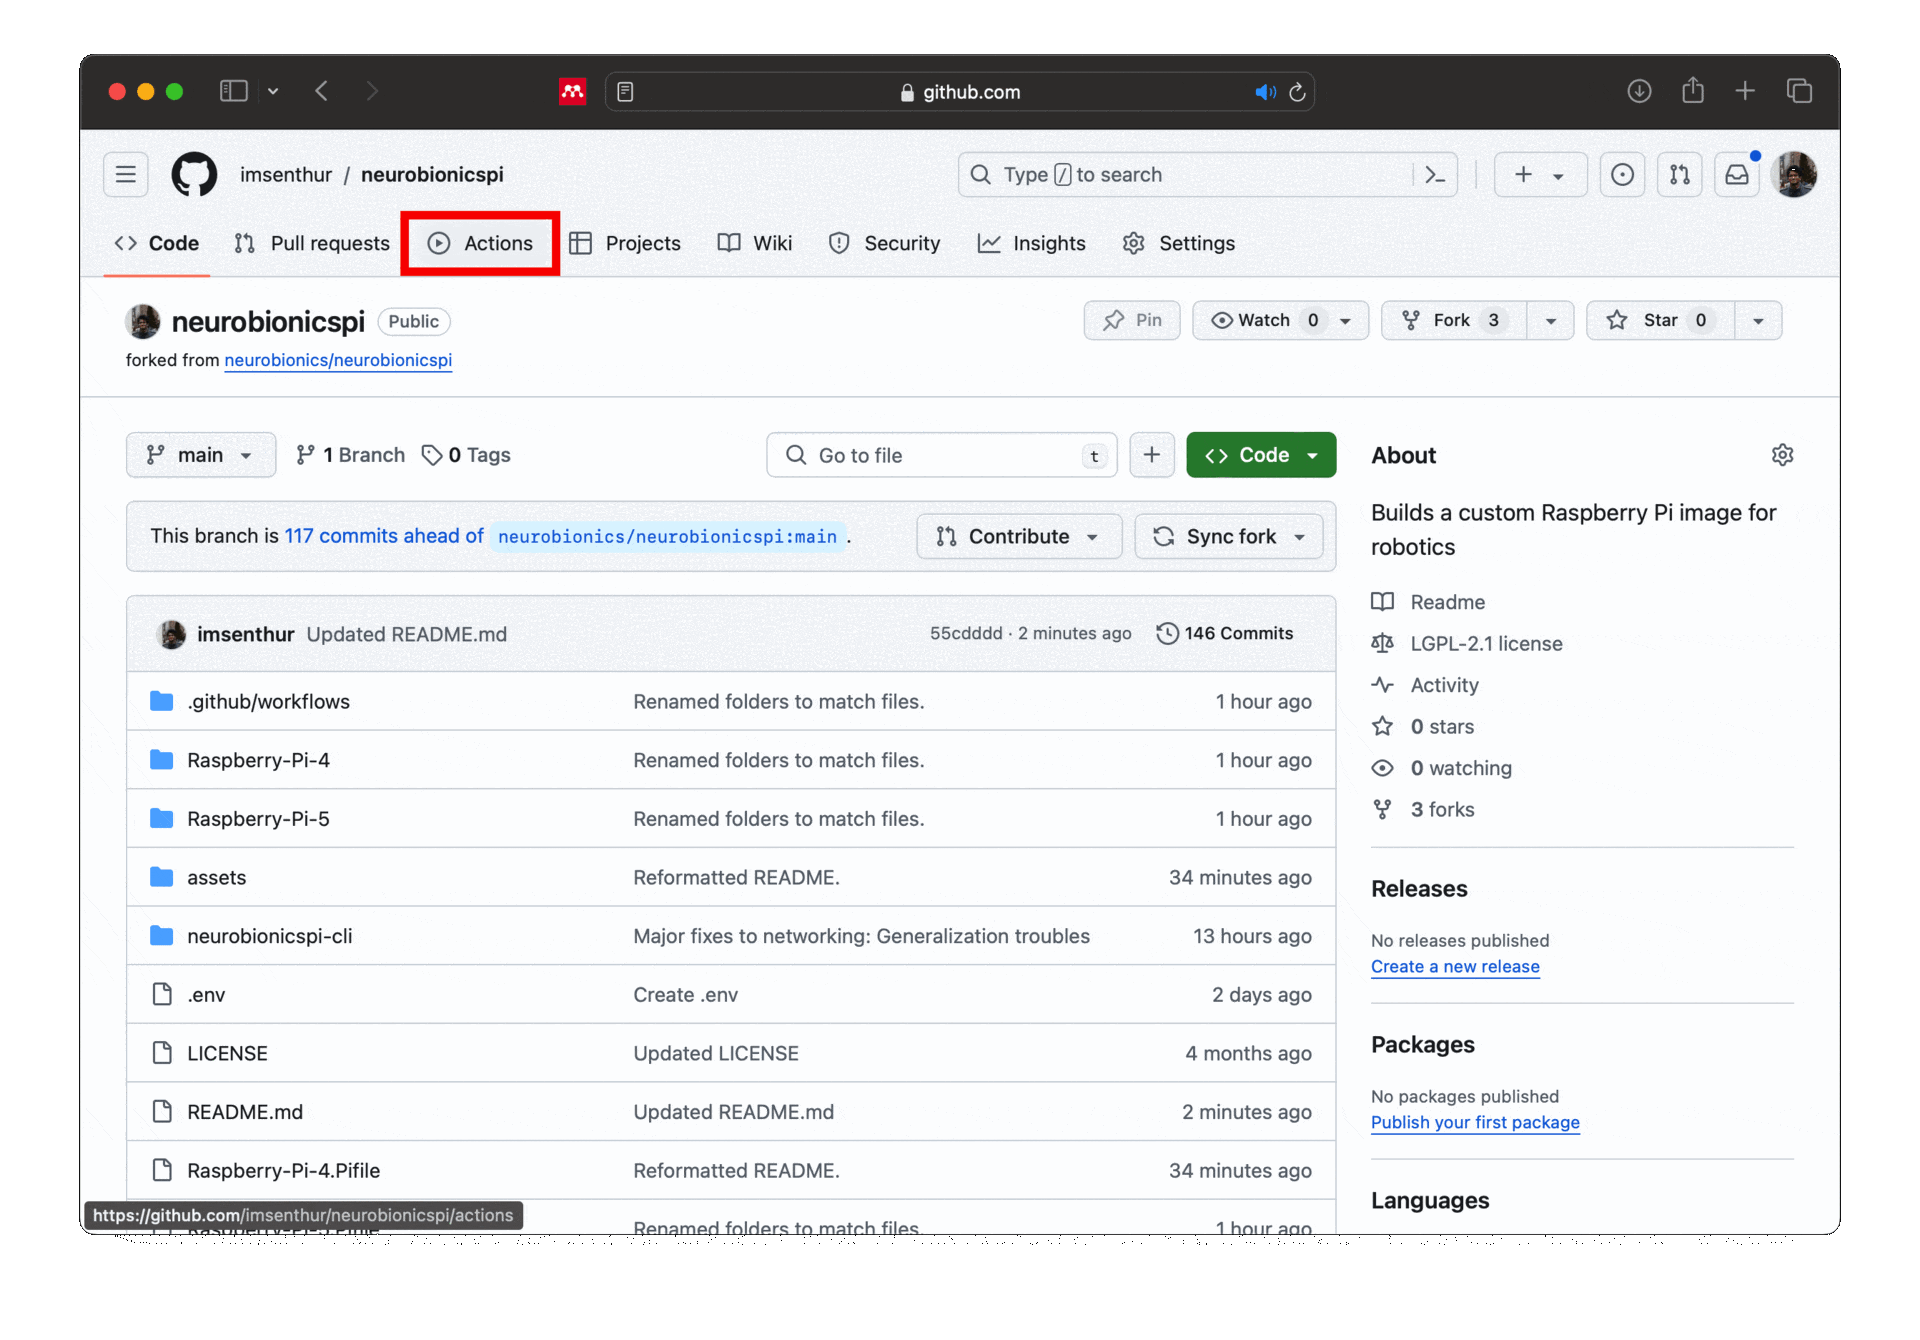 github.com
imsenthur / neurobionicspi
Type / to search
Code Pull requests Actions Projects Wiki Security Insights Settings
neurobionicspi Public
Pin Watch 0 Fork 3 Star 0
forked from neurobionics/neurobionicspi
main 1 Branch 0 Tags Go to file t + Code
This branch is 117 commits ahead of neurobionics/neurobionicspi:main .
Contribute Sync fork
imsenthur Updated README.md 55cdddd · 2 minutes ago 146 Commits
.github/workflows Renamed folders to match files. 1 hour ago
Raspberry-Pi-4 Renamed folders to match files. 1 hour ago
Raspberry-Pi-5 Renamed folders to match files. 1 hour ago
assets Reformatted README. 34 minutes ago
neurobionicspi-cli Major fixes to networking: Generalization troubles 13 hours ago
.env Create .env 2 days ago
LICENSE Updated LICENSE 4 months ago
README.md Updated README.md 2 minutes ago
Raspberry-Pi-4.Pifile Reformatted README. 34 minutes ago
Renamed folders to match files. 1 hour ago
https://github.com/imsenthur/neurobionicspi/actions
About
Builds a custom Raspberry Pi image for
robotics
Readme
LGPL-2.1 license
Activity
0 stars
0 watching
3 forks
Releases
No releases published
Create a new release
Packages
No packages published
Publish your first package
Languages